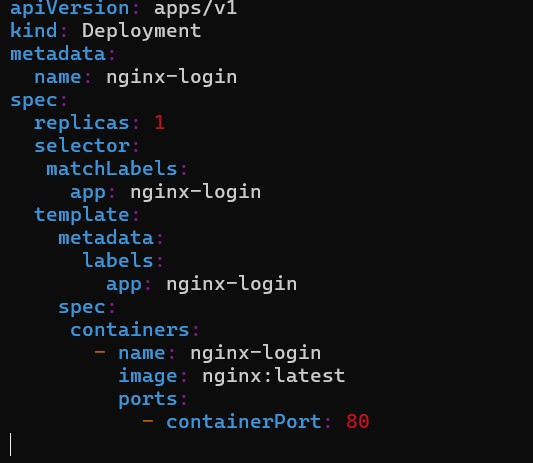 apiVersion: apps/v1
kind: Deployment
metadata:
  name: nginx-login
spec:
  replicas: 1
  selector:
   matchLabels:
     app: nginx-login
  template:
    metadata:
      labels:
        app: nginx-login
    spec:
     containers:
       - name: nginx-login
         image: nginx:latest
         ports:
           - containerPort: 80